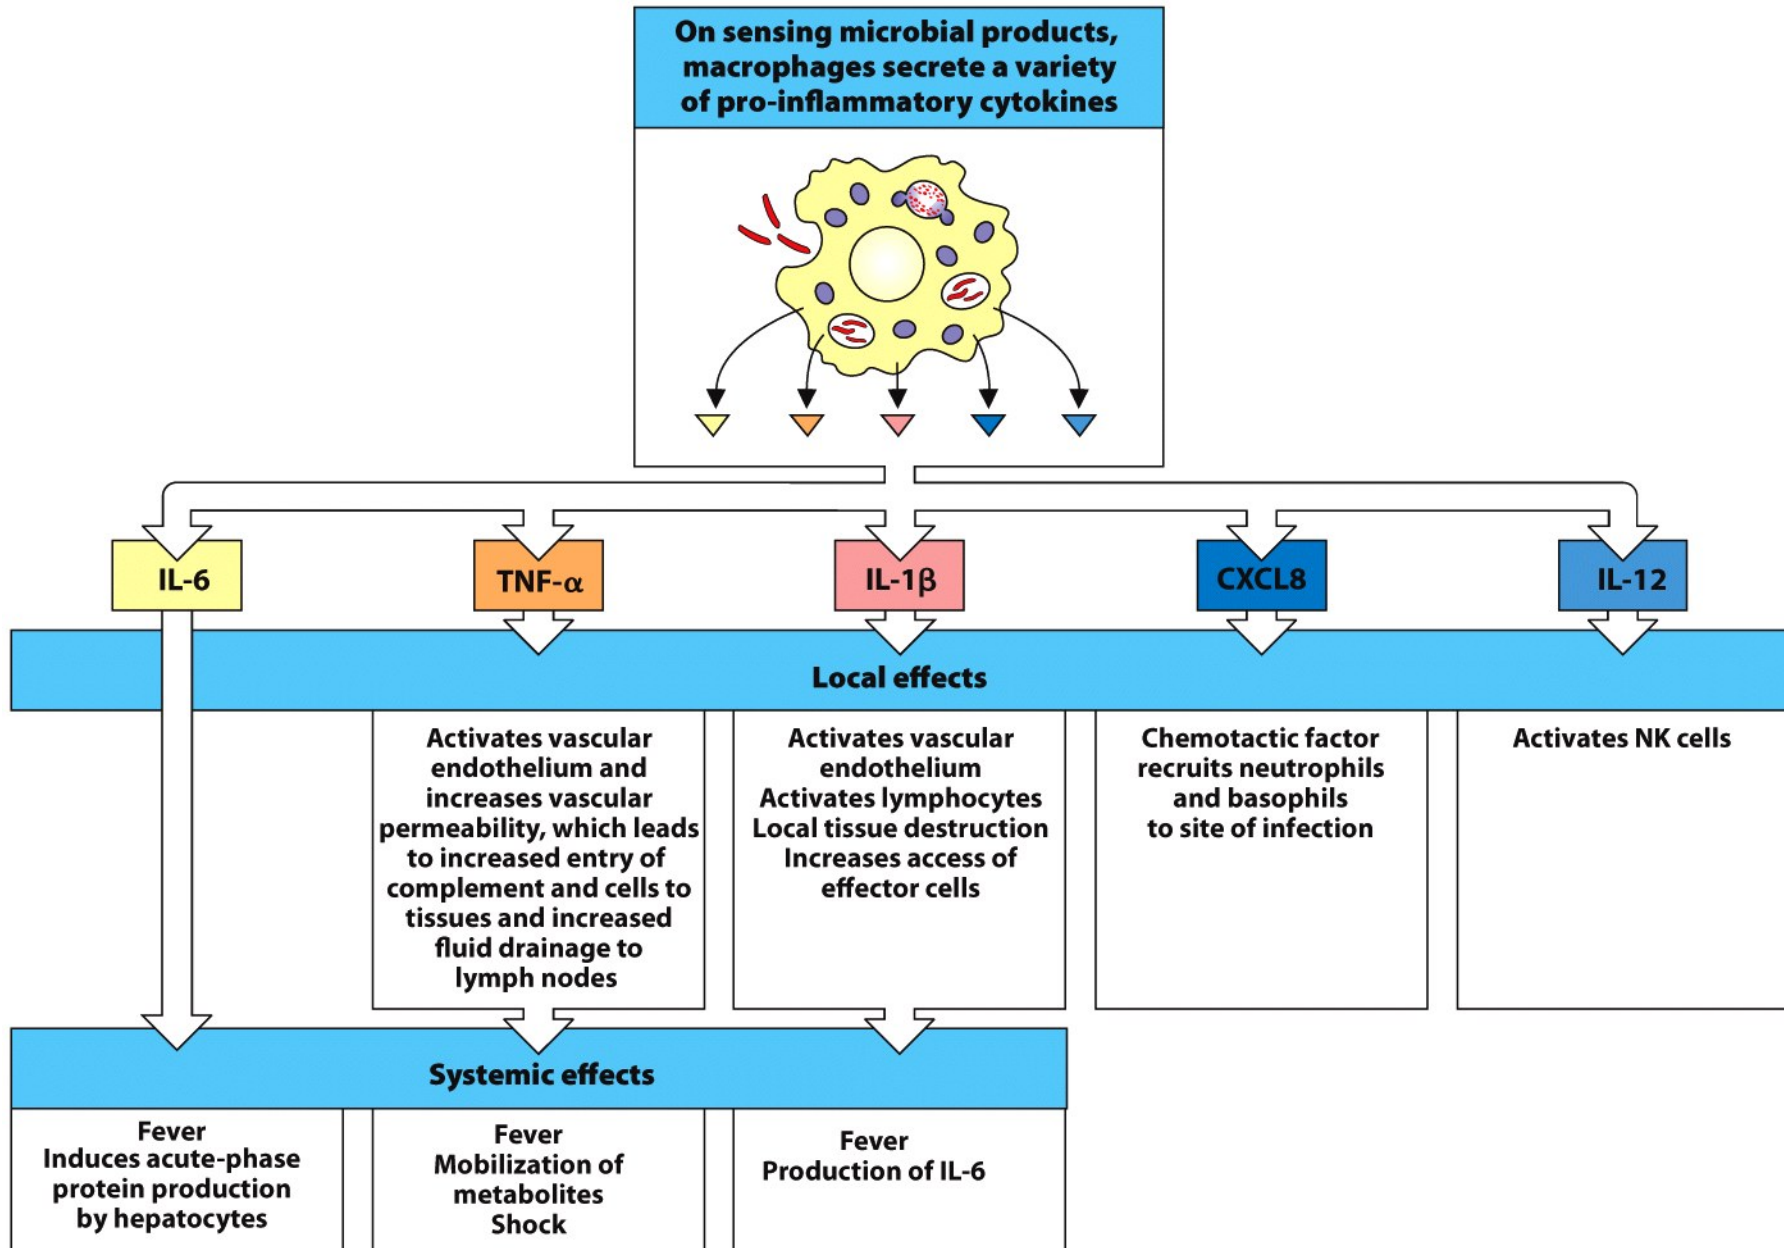 On sensing microbial products,
macrophages secrete a variety
of pro-inflammatory cytokines
IL-6
TNF-α
IL-1β
CXCL8
IL-12
Local effects
Activates vascular
endothelium and
increases vascular
permeability, which leads
to increased entry of
complement and cells to
tissues and increased
fluid drainage to
lymph nodes
Activates vascular
endothelium
Activates lymphocytes
Local tissue destruction
Increases access of
effector cells
Chemotactic factor
recruits neutrophils
and basophils
to site of infection
Activates NK cells
Systemic effects
Fever
Induces acute-phase
protein production
by hepatocytes
Fever
Mobilization of
metabolites
Shock
Fever
Production of IL-6